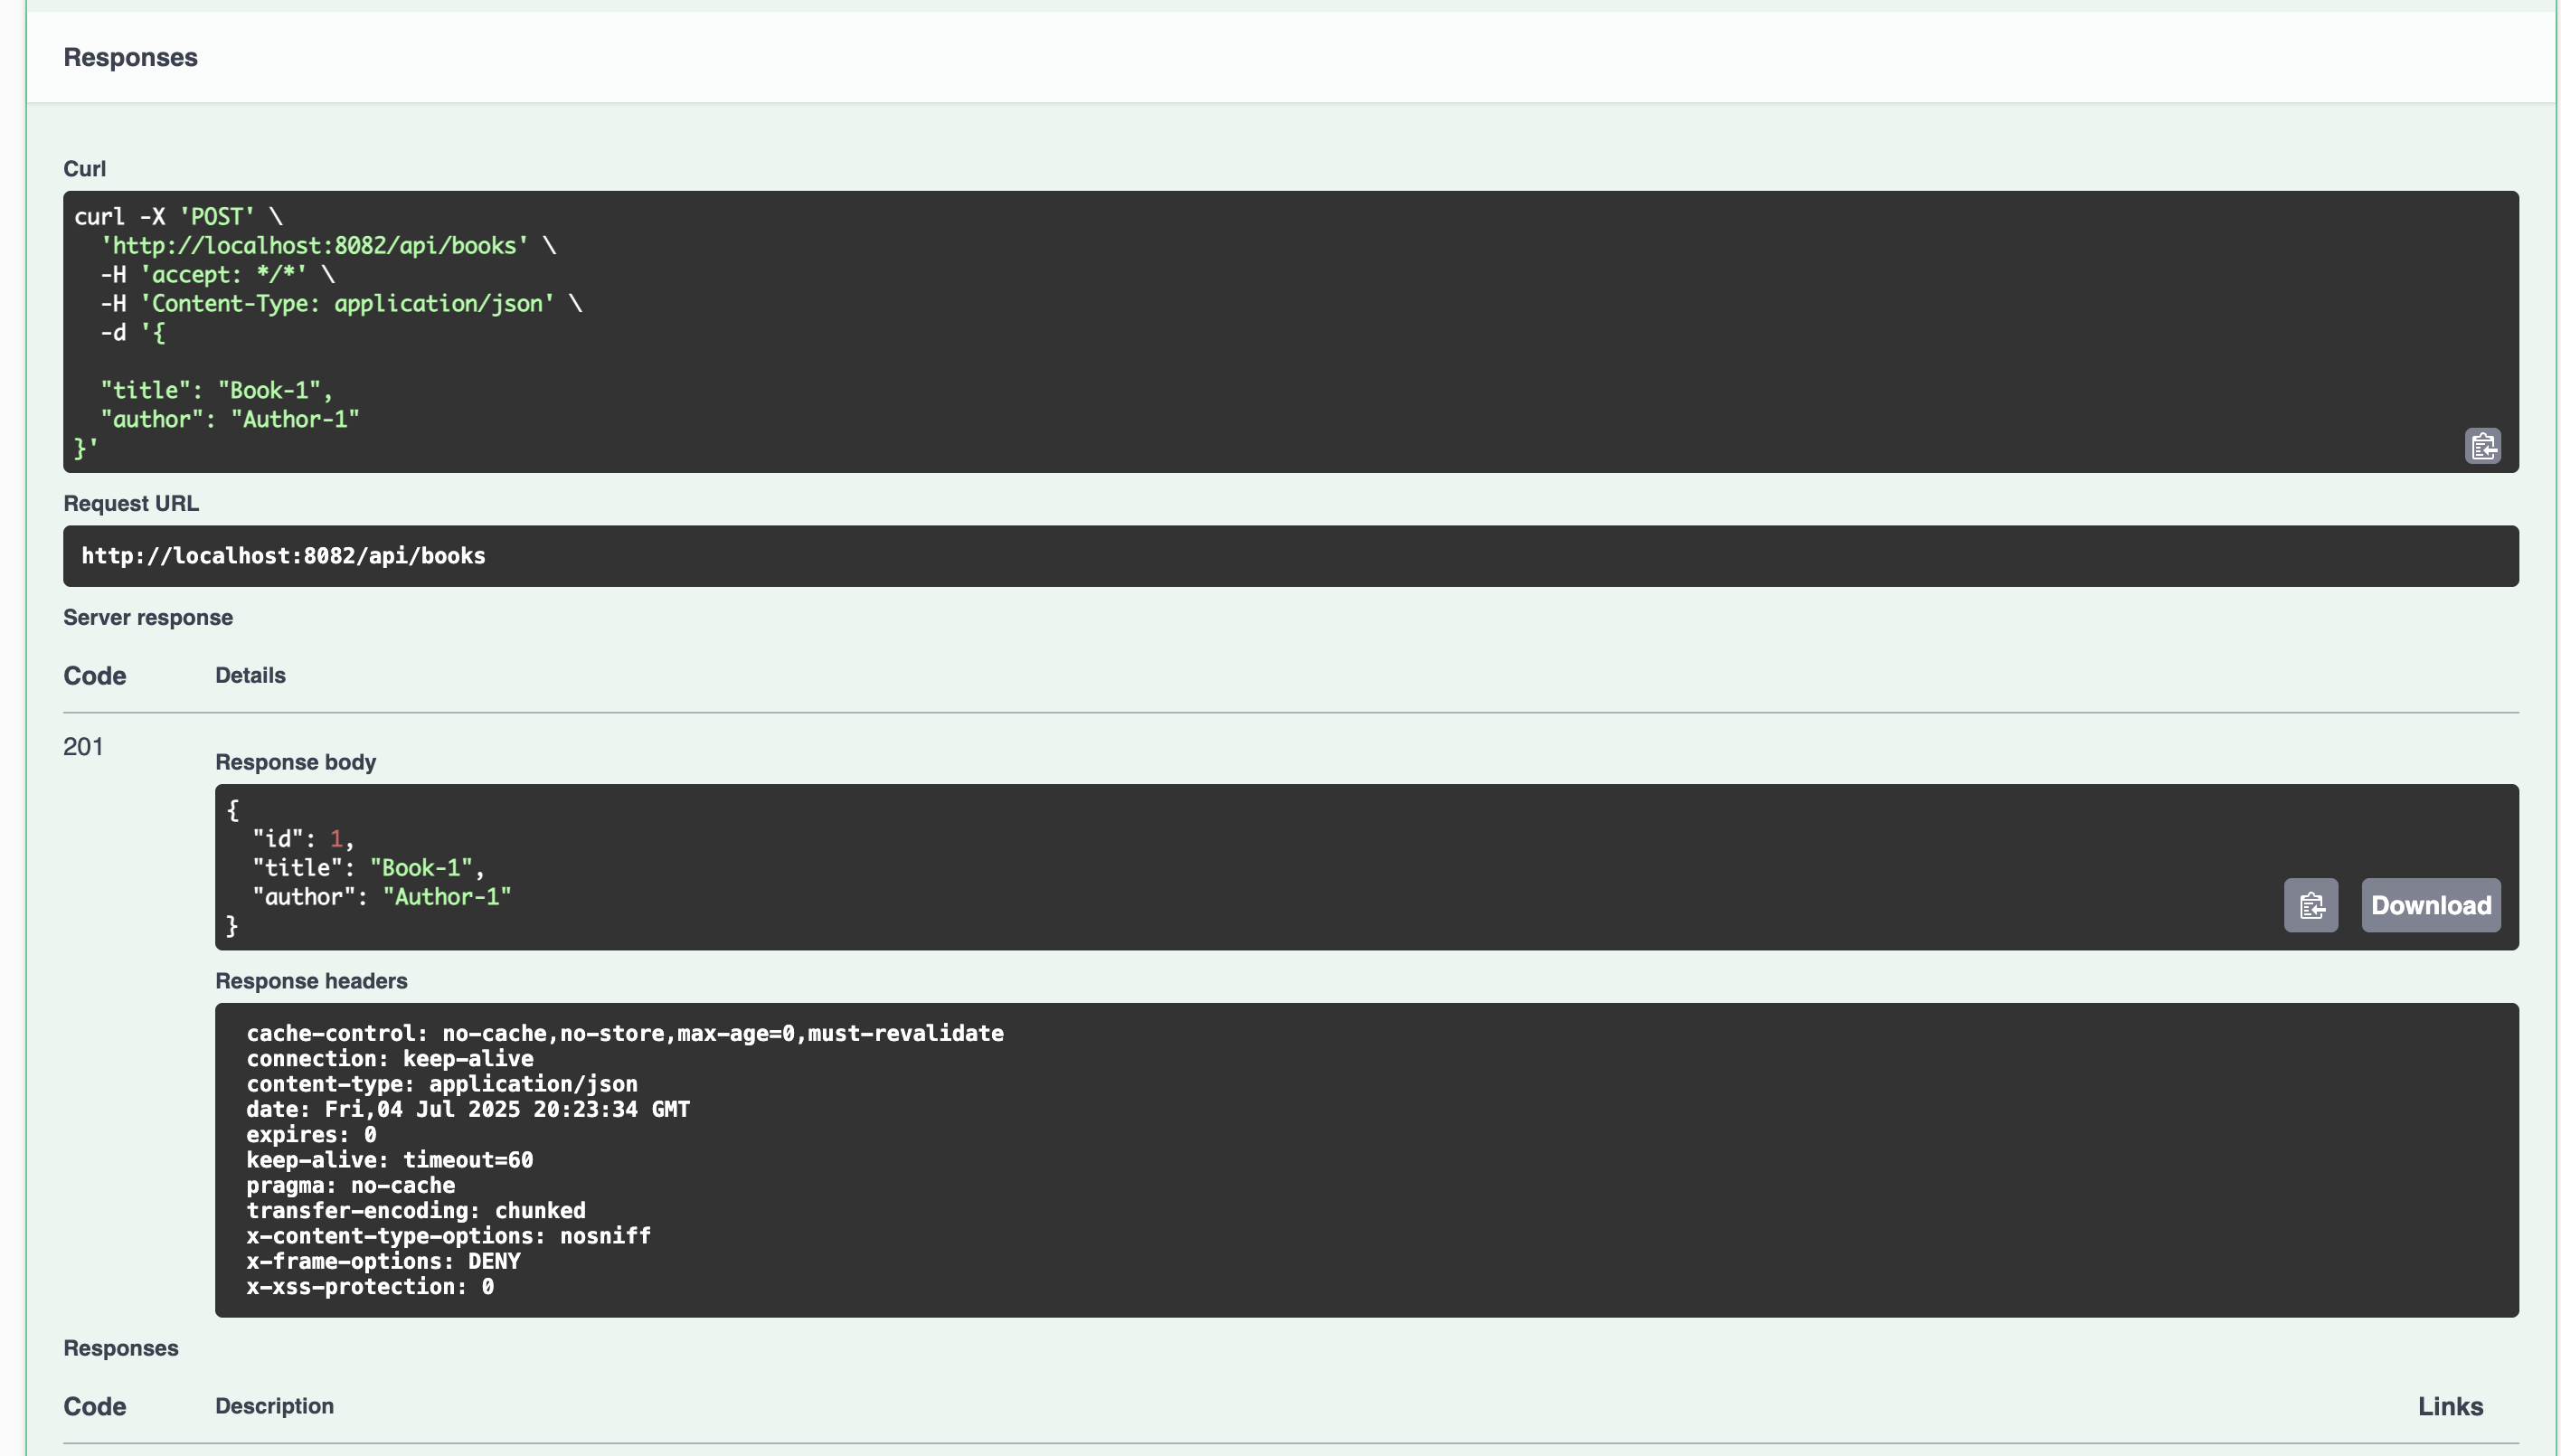 Responses
Curl
curl -X 'POST' \
  'http://localhost:8082/api/books' \
  -H 'accept: */*' \
  -H 'Content-Type: application/json' \
  -d '{

  "title": "Book-1",
  "author": "Author-1"
}'
Request URL
http://localhost:8082/api/books
Server response
Code Details
201
Response body
{
  "id": 1,
  "title": "Book-1",
  "author": "Author-1"
}
Download
Response headers
cache-control: no-cache,no-store,max-age=0,must-revalidate
connection: keep-alive
content-type: application/json
date: Fri,04 Jul 2025 20:23:34 GMT
expires: 0
keep-alive: timeout=60
pragma: no-cache
transfer-encoding: chunked
x-content-type-options: nosniff
x-frame-options: DENY
x-xss-protection: 0
Responses
Code Description Links